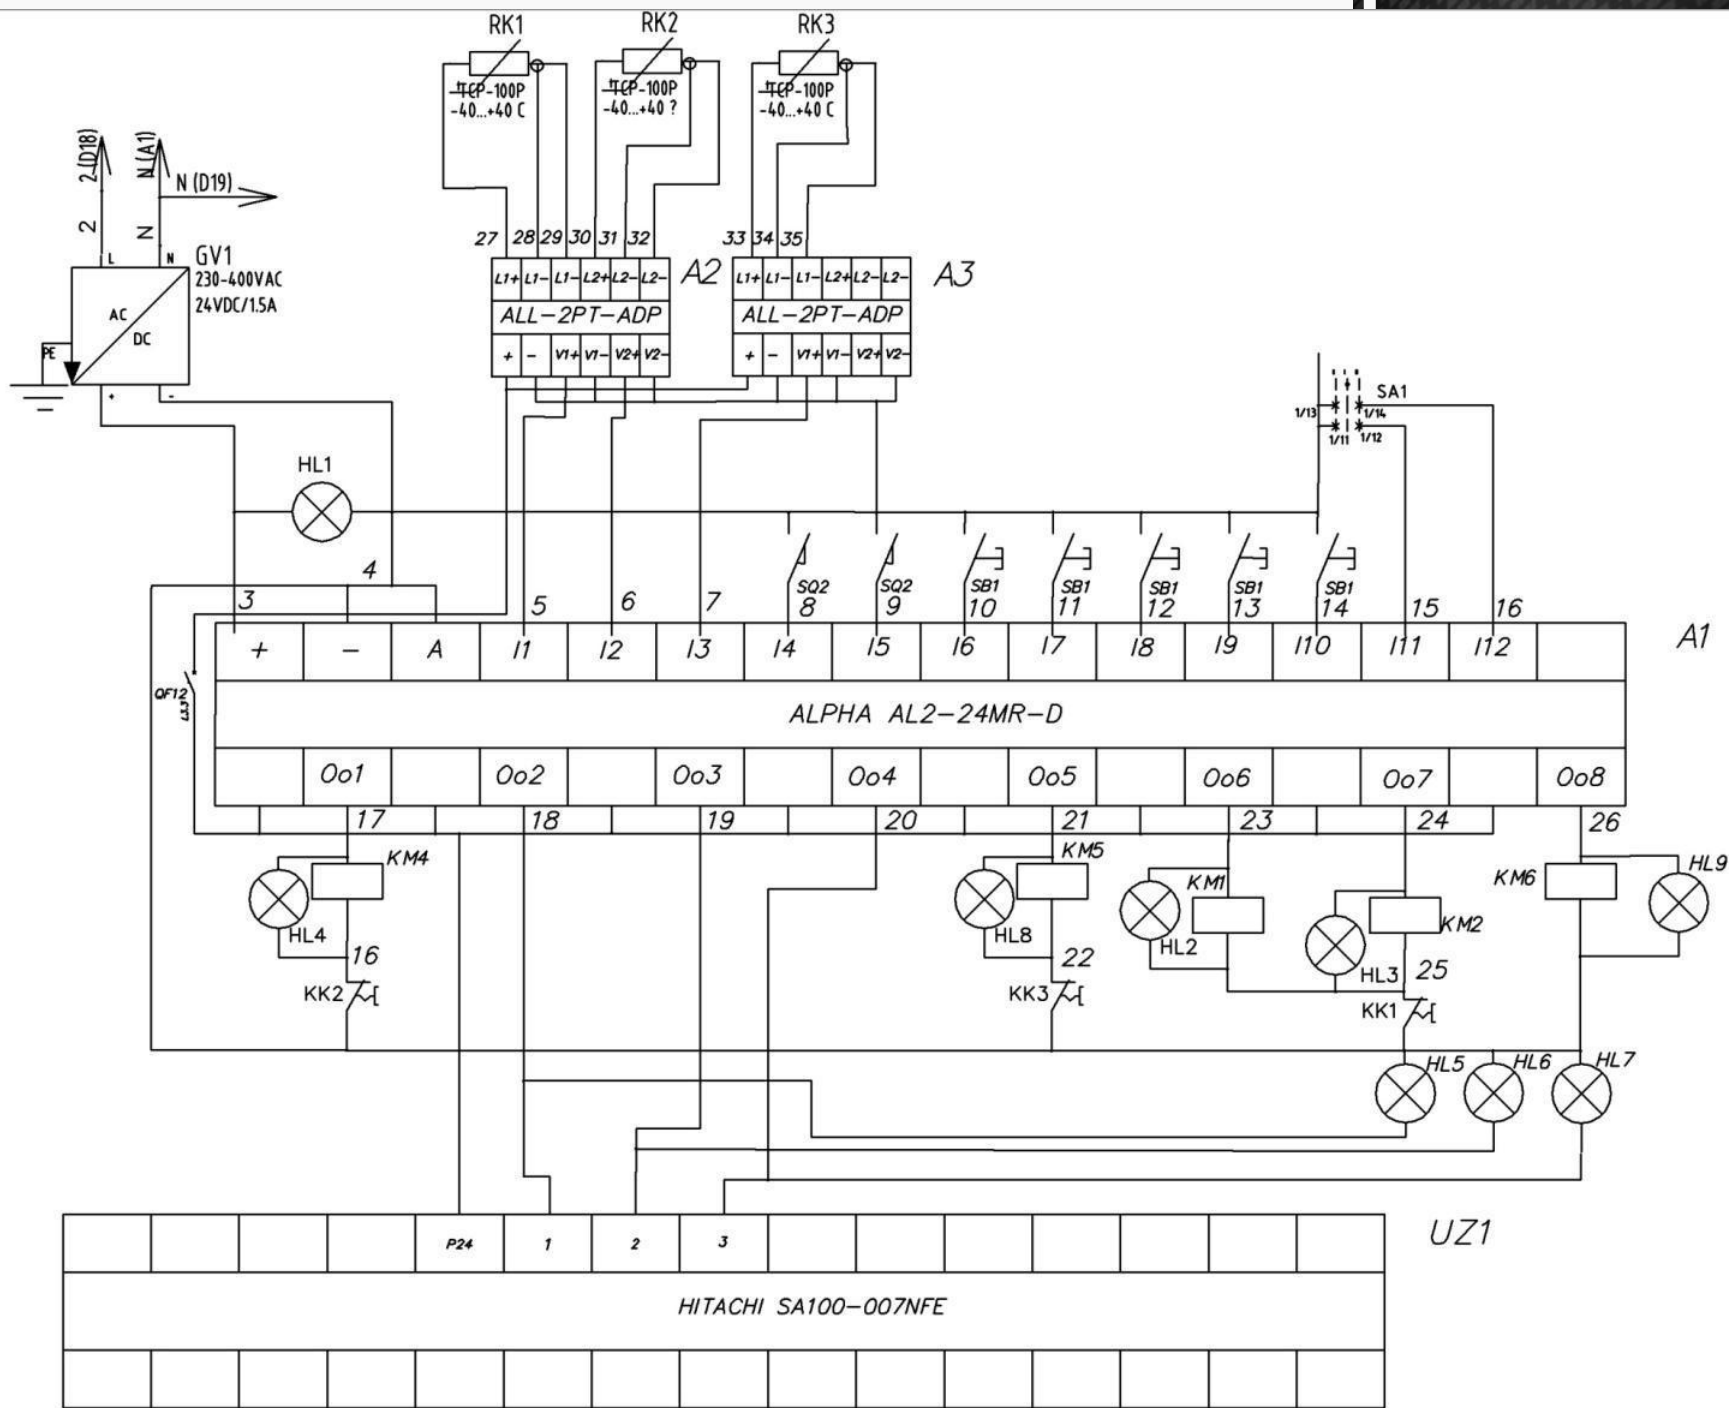 RK1 RK2 RK3
TCP-100P TCP-100P TCP-100P
-40...+40 C -40...+40 ? -40...+40 C
2 (D18) N (A1)
N (D19)
2 N
L N GV1
230-400VAC
24VDC/1.5A
AC
DC
PE
+ -
27 28 29 30 31 32 33 34 35
L1+ L1- L1- L2+ L2- L2- A2 L1+ L1- L1- L2+ L2- L2- A3
ALL-2PT-ADP ALL-2PT-ADP
+ - V1+ V1- V2+ V2- + - V1+ V1- V2+ V2-
SA1
1/13 1/14
1/11 1/12
HL1
4
SQ2 SQ2 SB1 SB1 SB1 SB1 SB1
3 5 6 7 8 9 10 11 12 13 14 15 16
+ - A I1 I2 I3 I4 I5 I6 I7 I8 I9 I10 I11 I12 A1
QF12
ALPHA AL2-24MR-D
Oo1 Oo2 Oo3 Oo4 Oo5 Oo6 Oo7 Oo8
17 18 19 20 21 23 24 26
KM4 KM5 KM1 KM2 KM6 HL9
HL4 HL8 HL2 HL3
16 22 25
KK2 KK3 KK1
HL5 HL6 HL7
P24 1 2 3 UZ1
HITACHI SA100-007NFE